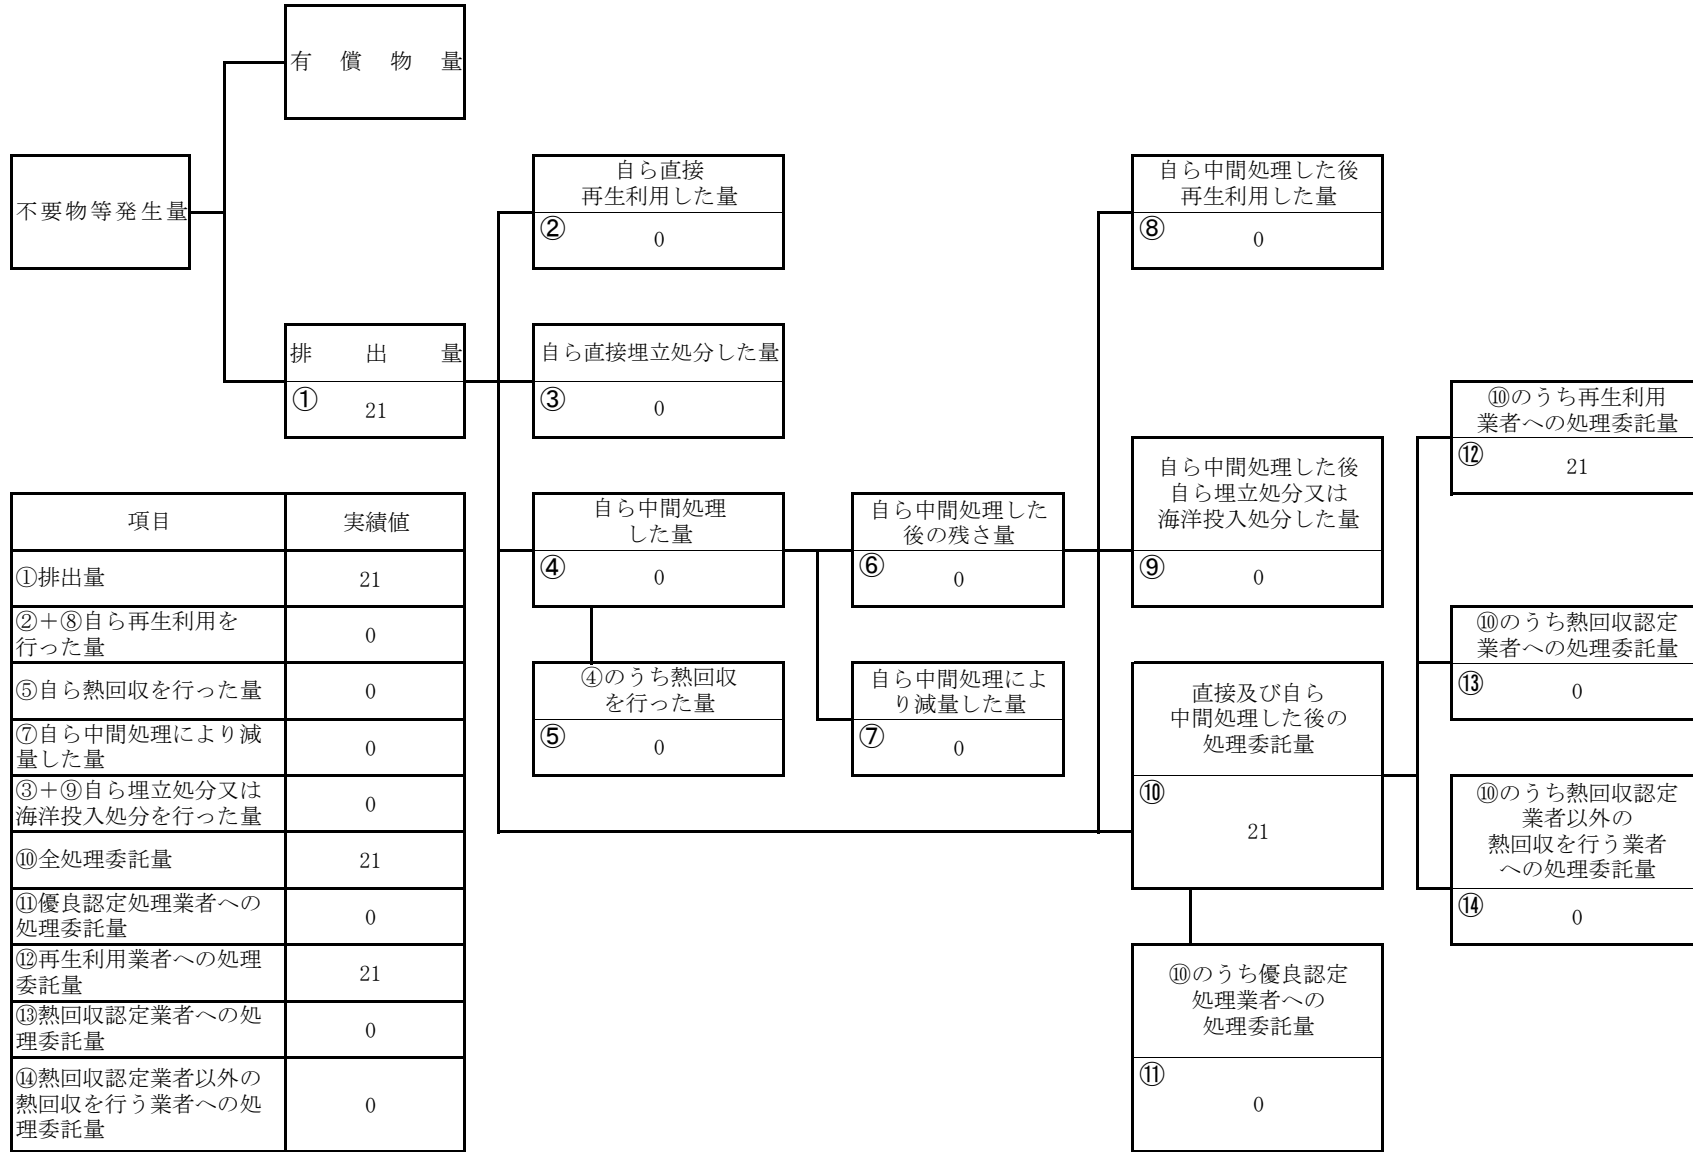 有償物量
不要物等発生量
自ら直接
再生利用した量
②
0
自ら中間処理した後
再生利用した量
⑧
0
排出量
①
21
自ら直接埋立処分した量
③
0
⑩のうち再生利用
業者への処理委託量
⑫
21
自ら中間処理
した量
④
0
自ら中間処理した
後の残さ量
⑥
0
自ら中間処理した後
自ら埋立処分又は
海洋投入処分した量
⑨
0
④のうち熱回収
を行った量
⑤
0
自ら中間処理によ
り減量した量
⑦
0
直接及び自ら
中間処理した後の
処理委託量
⑩
21
⑩のうち熱回収認定
業者への処理委託量
⑬
0
⑩のうち熱回収認定
業者以外の
熱回収を行う業者
への処理委託量
⑭
0
⑩のうち優良認定
処理業者への
処理委託量
⑪
0
項目 実績値
①排出量 21
②+⑧自ら再生利用を
行った量 0
⑤自ら熱回収を行った量 0
⑦自ら中間処理により減
量した量 0
③+⑨自ら埋立処分又は
海洋投入処分を行った量 0
⑩全処理委託量 21
⑪優良認定処理業者への
処理委託量 0
⑫再生利用業者への処理
委託量 21
⑬熱回収認定業者への処
理委託量 0
⑭熱回収認定業者以外の
熱回収を行う業者への処
理委託量 0